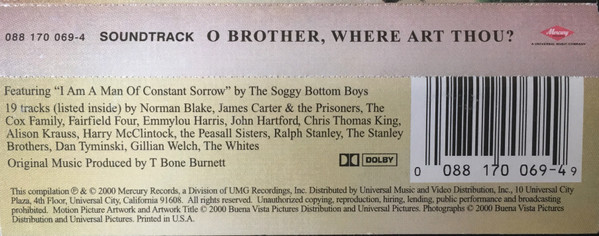 088 170 069-4 SOUNDTRACK O BROTHER, WHERE ART THOU?
Mercury
A UNIVERSAL MUSIC COMPANY
Featuring "I Am A Man Of Constant Sorrow" by The Soggy Bottom Boys
19 tracks (listed inside) by Norman Blake, James Carter & the Prisoners, The
Cox Family, Fairfield Four, Emmylou Harris, John Hartford, Chris Thomas King,
Alison Krauss, Harry McClintock, the Peasall Sisters, Ralph Stanley, The Stanley
Brothers, Dan Tyminski, Gillian Welch, The Whites
Original Music Produced by T Bone Burnett
DOLBY
0 088 170 069-4 9
This compilation ℗ & © 2000 Mercury Records, a Division of UMG Recordings, Inc. Distributed by Universal Music and Video Distribution, Inc., 10 Universal City
Plaza, 4th Floor, Universal City, California 91608. All rights reserved. Unauthorized copying, reproduction, hiring, lending, public performance and broadcasting
prohibited. Motion Picture Artwork and Artwork Title © 2000 Buena Vista Pictures Distribution and Universal Pictures. Photographs © 2000 Buena Vista Pictures
Distribution and Universal Pictures. Printed in U.S.A.